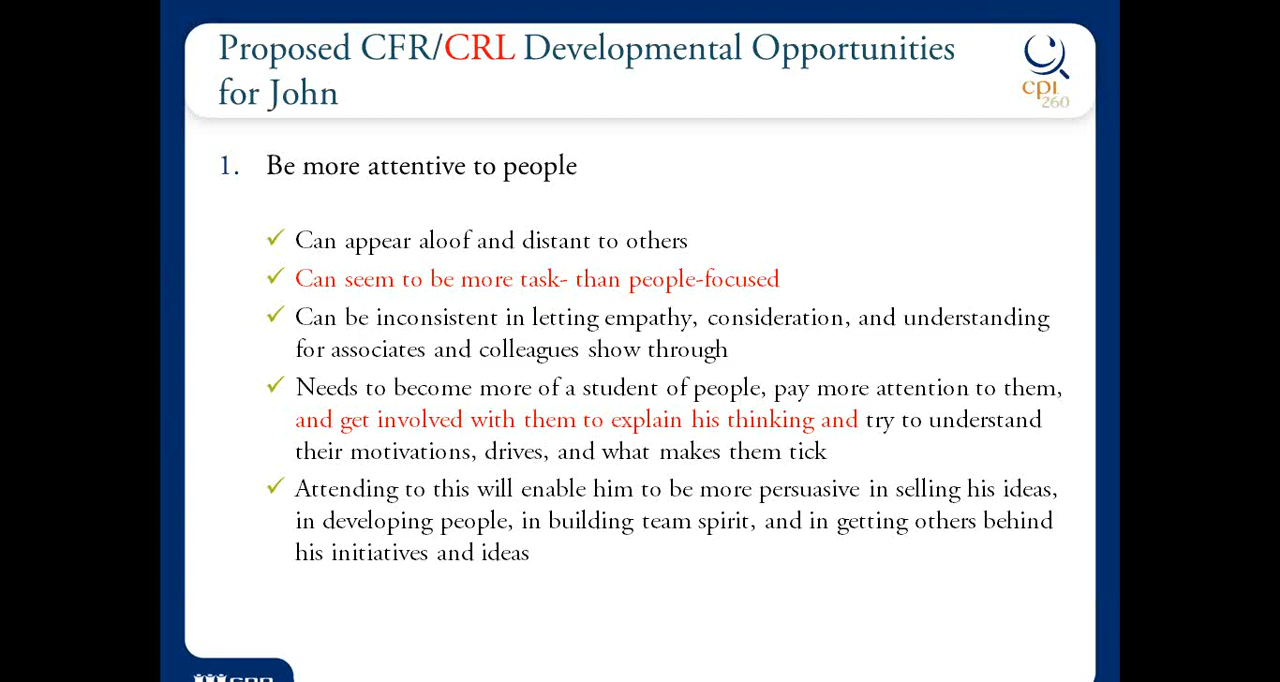 Proposed CFR/CRL Developmental Opportunities
for John
cpi
260
1. Be more attentive to people
Can appear aloof and distant to others
Can seem to be more task- than people-focused
Can be inconsistent in letting empathy, consideration, and understanding
for associates and colleagues show through
Needs to become more of a student of people, pay more attention to them,
and get involved with them to explain his thinking and try to understand
their motivations, drives, and what makes them tick
Attending to this will enable him to be more persuasive in selling his ideas,
in developing people, in building team spirit, and in getting others behind
his initiatives and ideas